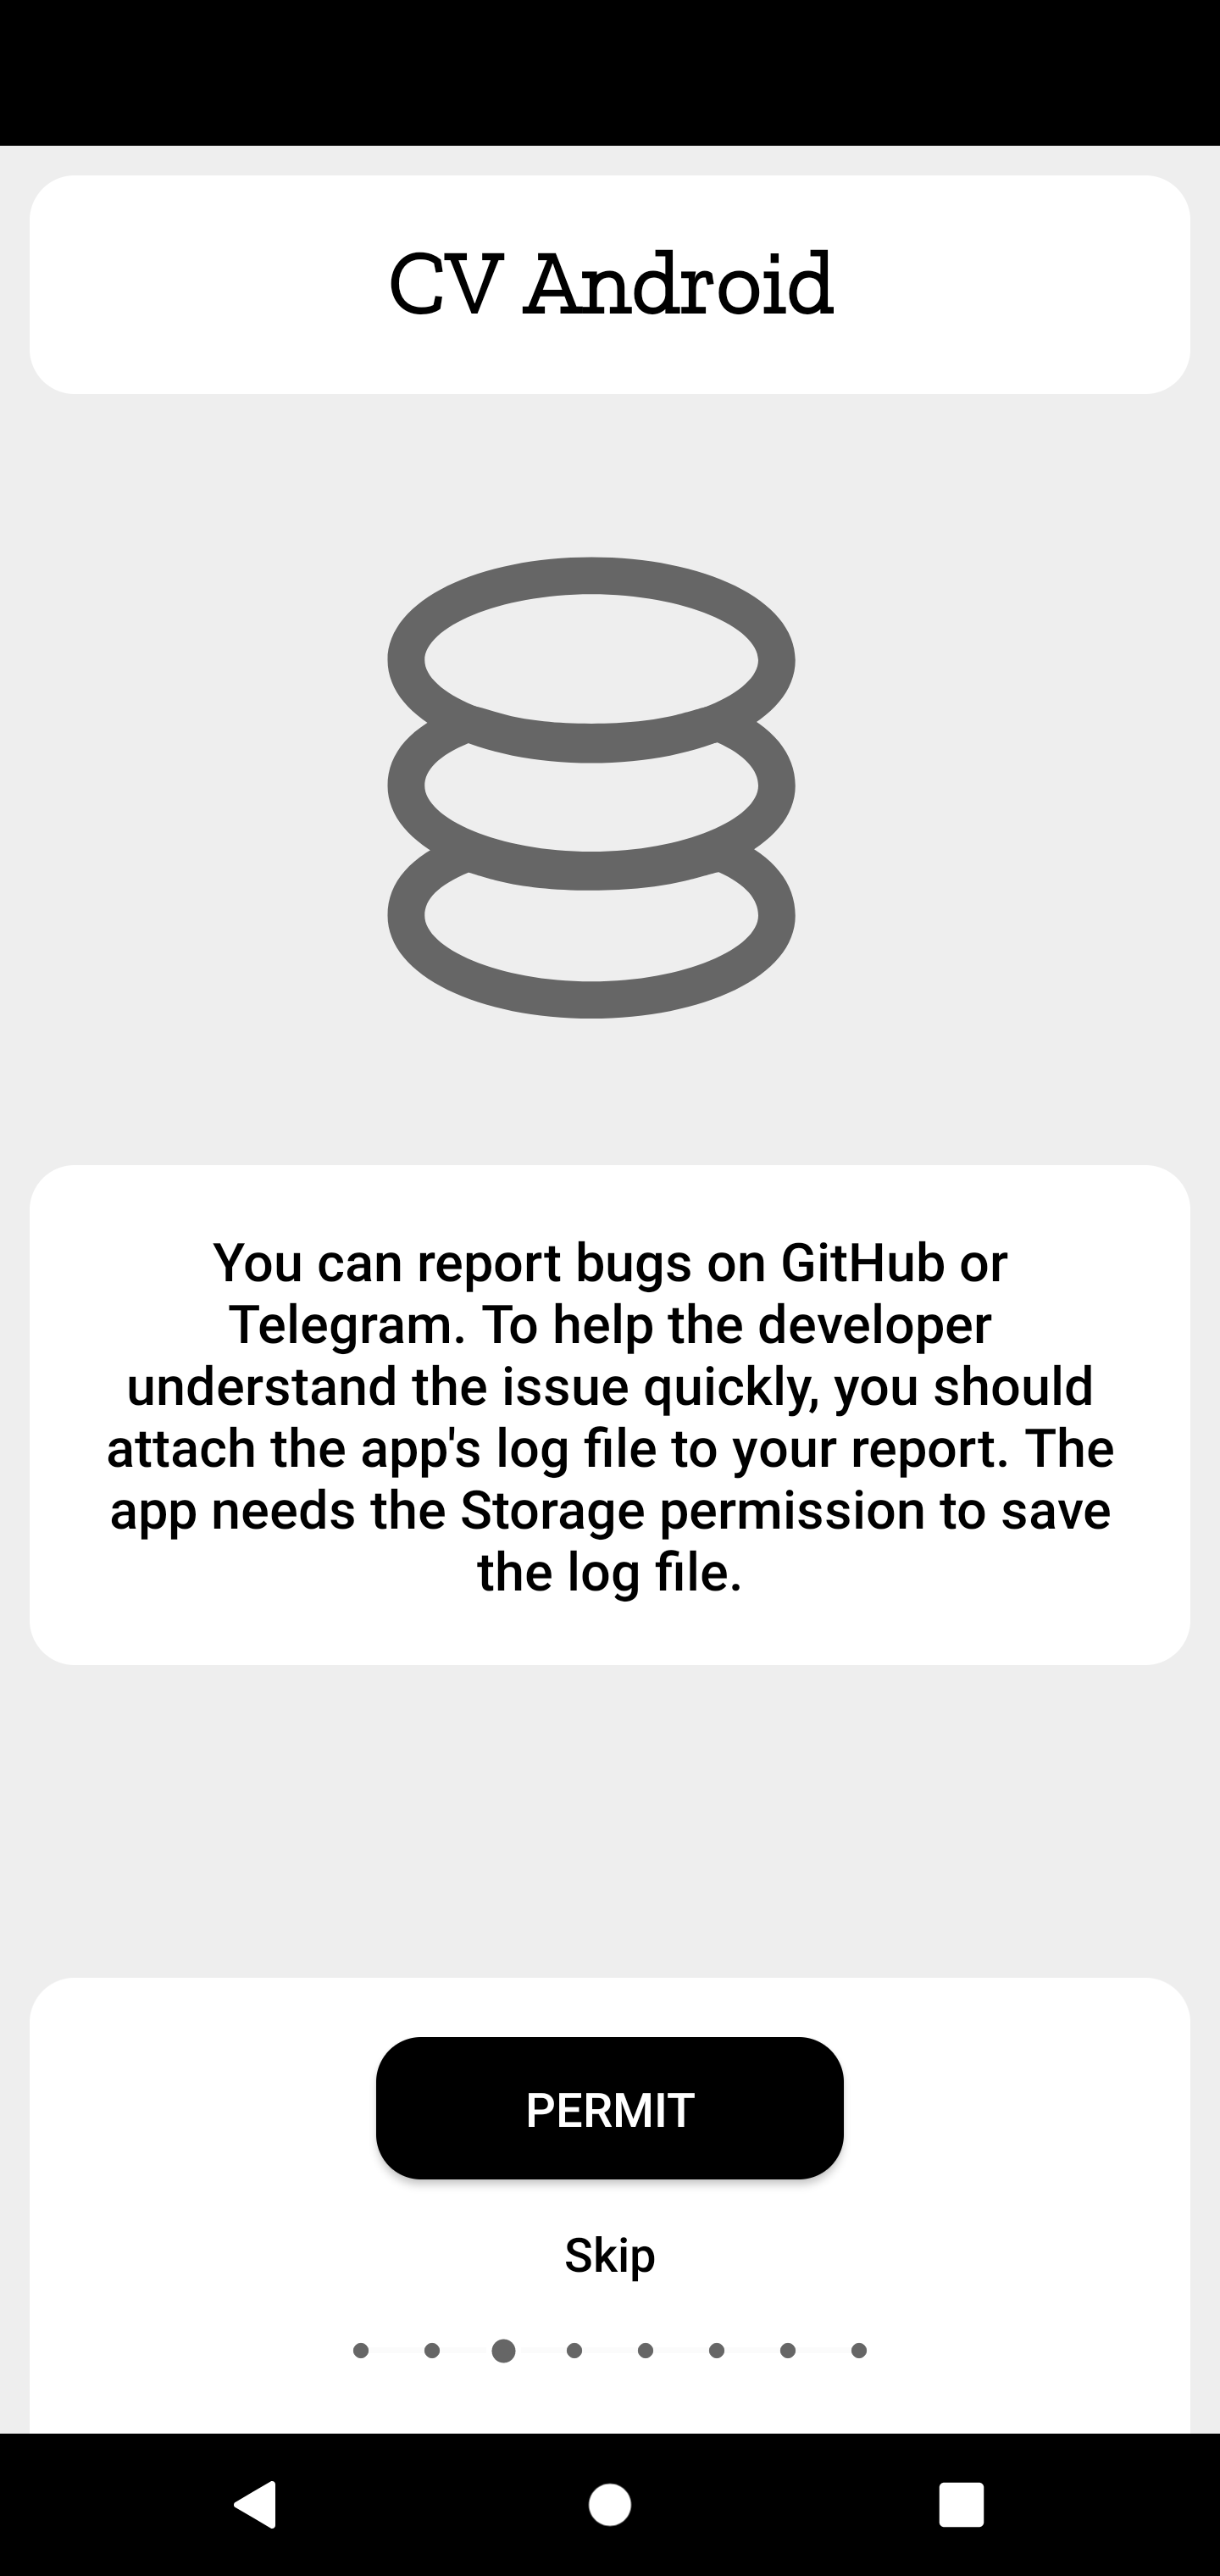 CV Android
You can report bugs on GitHub or
Telegram. To help the developer
understand the issue quickly, you should
attach the app's log file to your report. The
app needs the Storage permission to save
the log file.
PERMIT
Skip